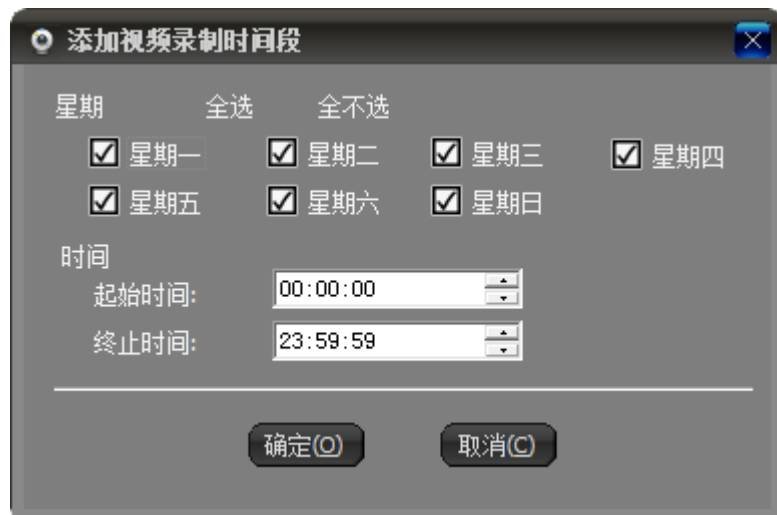 添加视频录制时间段
星期 全选 全不选
星期一 星期二 星期三 星期四
星期五 星期六 星期日
时间
起始时间: 00:00:00
终止时间: 23:59:59
确定(O) 取消(C)